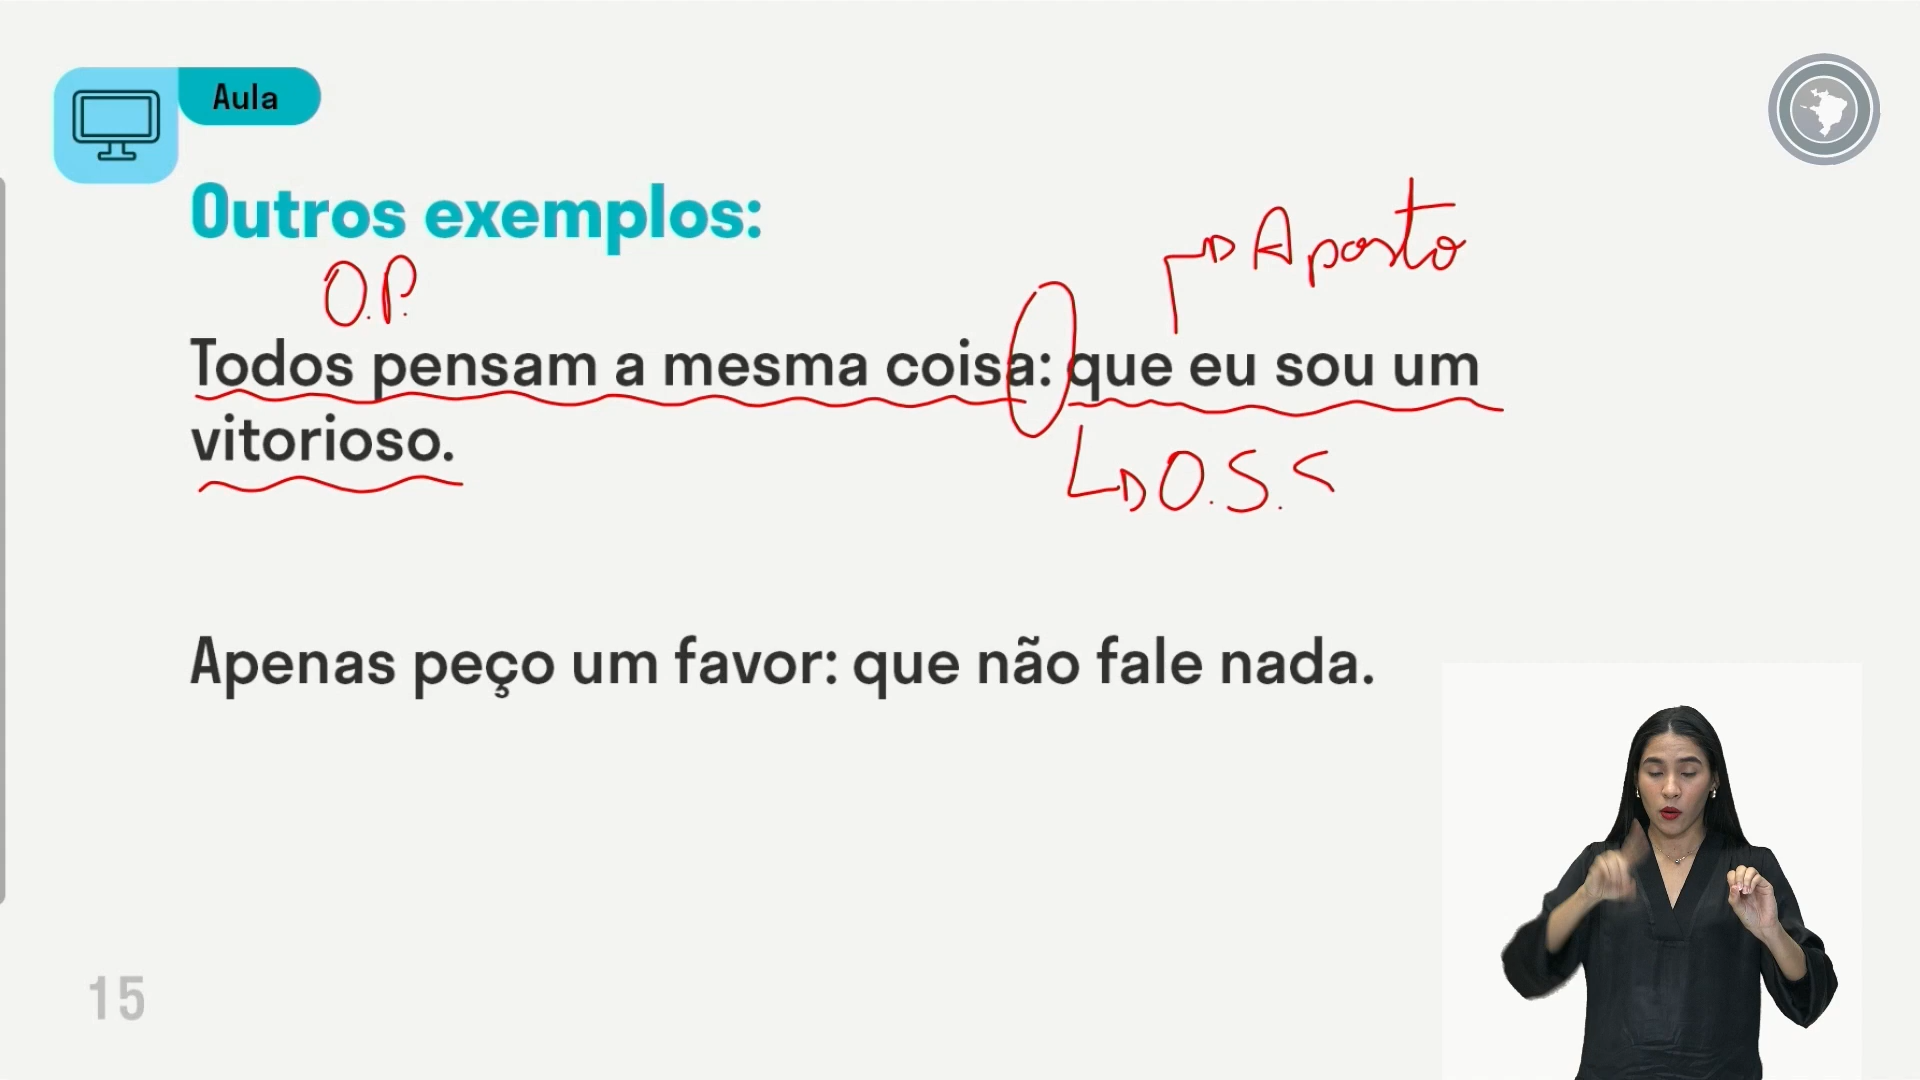 Aula
Outros exemplos:
O.P.
Aposto
Todos pensam a mesma coisa: que eu sou um
vitorioso.
O.S.
Apenas peço um favor: que não fale nada.
15